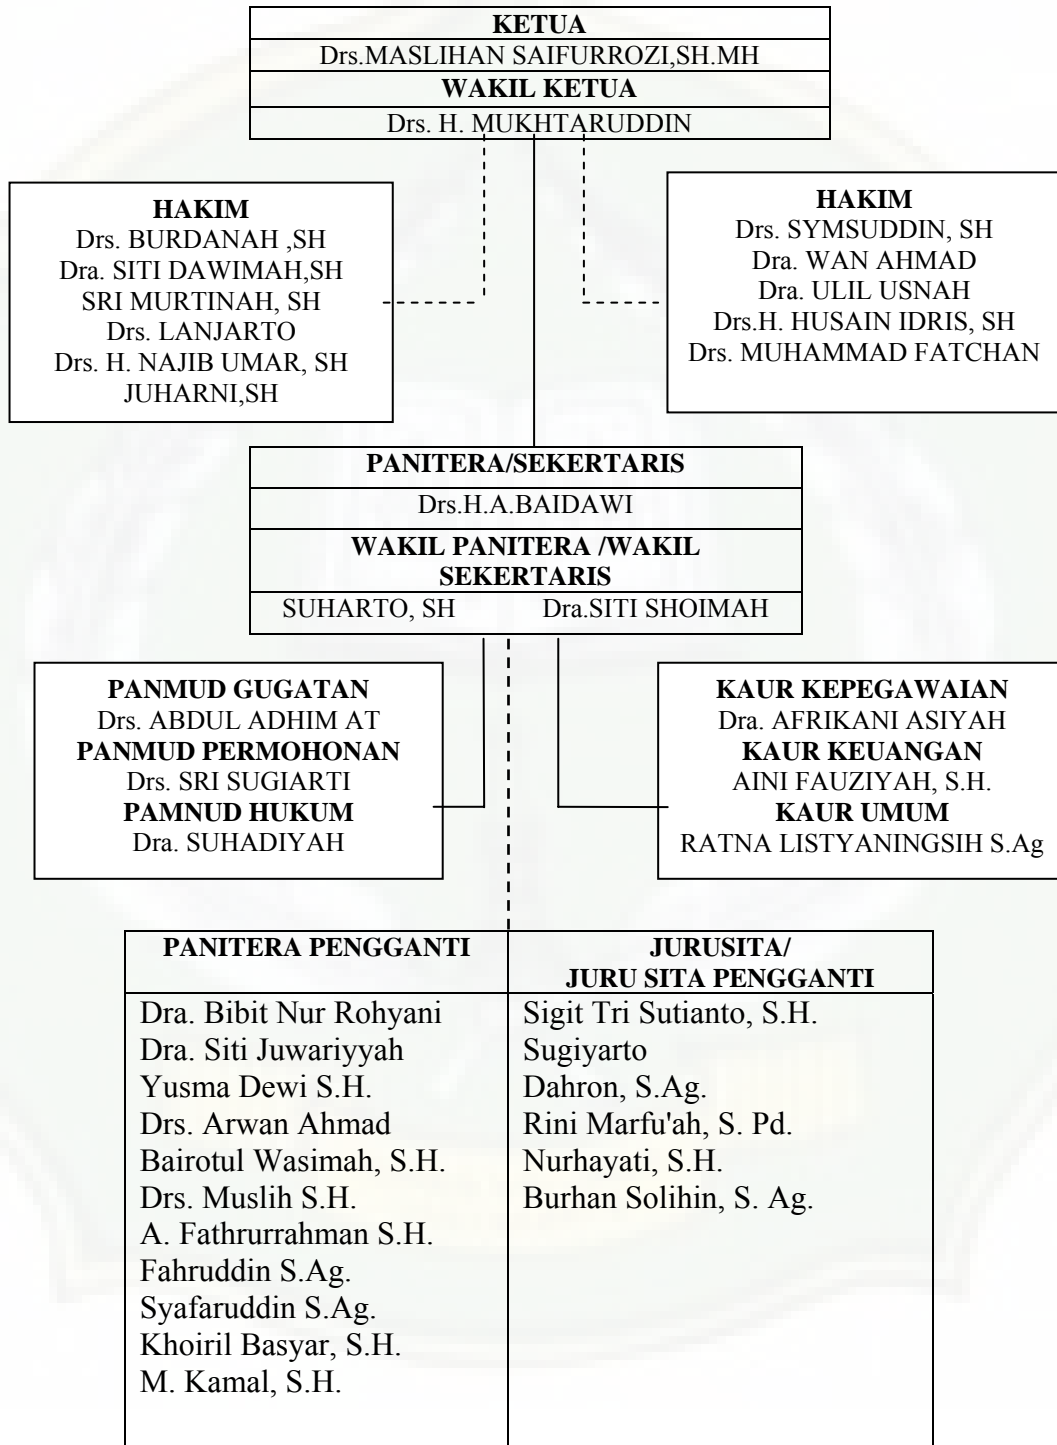 KETUA
Drs.MASLIHAN SAIFURROZI,SH.MH
WAKIL KETUA
Drs. H. MUKHTARUDDIN
HAKIM
Drs. BURDANAH ,SH
Dra. SITI DAWIMAH,SH
SRI MURTINAH, SH
Drs. LANJARTO
Drs. H. NAJIB UMAR, SH
JUHARNI,SH
HAKIM
Drs. SYMSUDDIN, SH
Dra. WAN AHMAD
Dra. ULIL USNAH
Drs.H. HUSAIN IDRIS, SH
Drs. MUHAMMAD FATCHAN
PANITERA/SEKERTARIS
Drs.H.A.BAIDAWI
WAKIL PANITERA /WAKIL
SEKERTARIS
SUHARTO, SH Dra.SITI SHOIMAH
PANMUD GUGATAN
Drs. ABDUL ADHIM AT
PANMUD PERMOHONAN
Drs. SRI SUGIARTI
PAMNUD HUKUM
Dra. SUHADIYAH
KAUR KEPEGAWAIAN
Dra. AFRIKANI ASIYAH
KAUR KEUANGAN
AINI FAUZIYAH, S.H.
KAUR UMUM
RATNA LISTYANINGSIH S.Ag
PANITERA PENGGANTI
Dra. Bibit Nur Rohyani
Dra. Siti Juwariyyah
Yusma Dewi S.H.
Drs. Arwan Ahmad
Bairotul Wasimah, S.H.
Drs. Muslih S.H.
A. Fathrurrahman S.H.
Fahruddin S.Ag.
Syafaruddin S.Ag.
Khoiril Basyar, S.H.
M. Kamal, S.H.
JURUSITA/
JURU SITA PENGGANTI
Sigit Tri Sutianto, S.H.
Sugiyarto
Dahron, S.Ag.
Rini Marfu'ah, S. Pd.
Nurhayati, S.H.
Burhan Solihin, S. Ag.